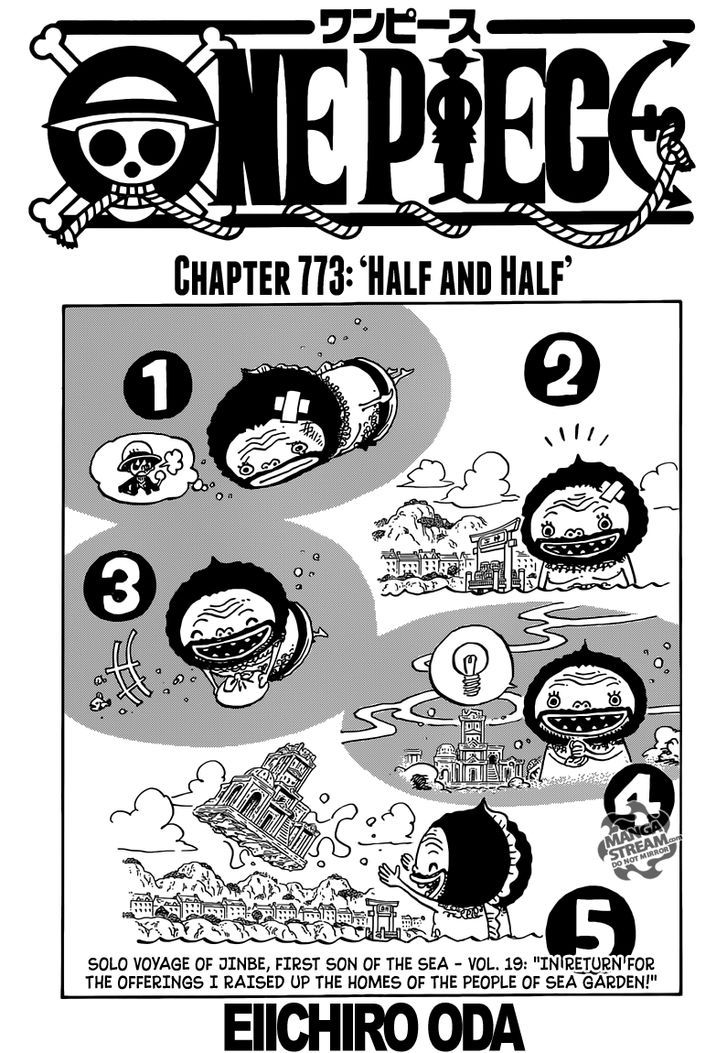 ワンピース
ONE PIECE
CHAPTER 773: ‘HALF AND HALF’
1
2
3
4
MANGA
STREAM.com
DO NOT MIRROR
5
SOLO VOYAGE OF JINBE, FIRST SON OF THE SEA – VOL. 19: "IN RETURN FOR
THE OFFERINGS I RAISED UP THE HOMES OF THE PEOPLE OF SEA GARDEN!"
EIICHIRO ODA